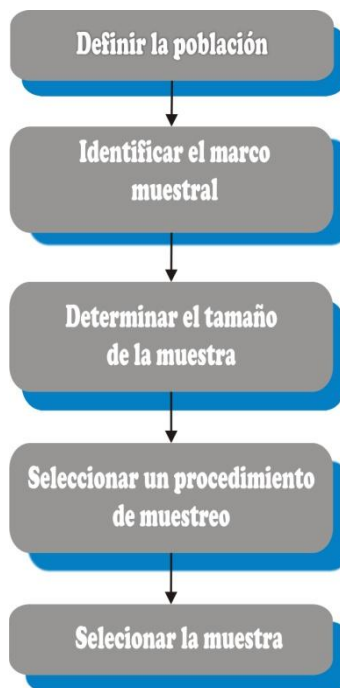 Definir la población
Identificar el marco
muestral
Determinar el tamaño
de la muestra
Seleccionar un procedimiento
de muestreo
Selecionar la muestra